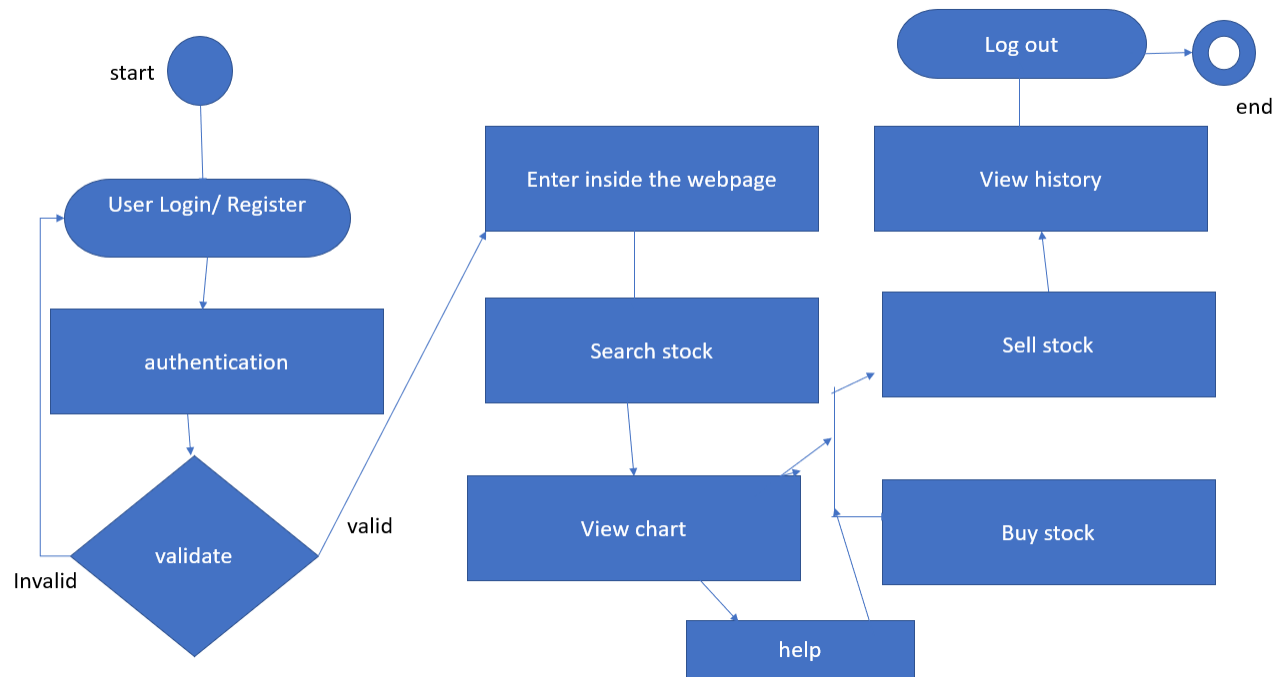 start
User Login/ Register
authentication
validate
Invalid
valid
Enter inside the webpage
Search stock
View chart
help
Buy stock
Sell stock
View history
Log out
end